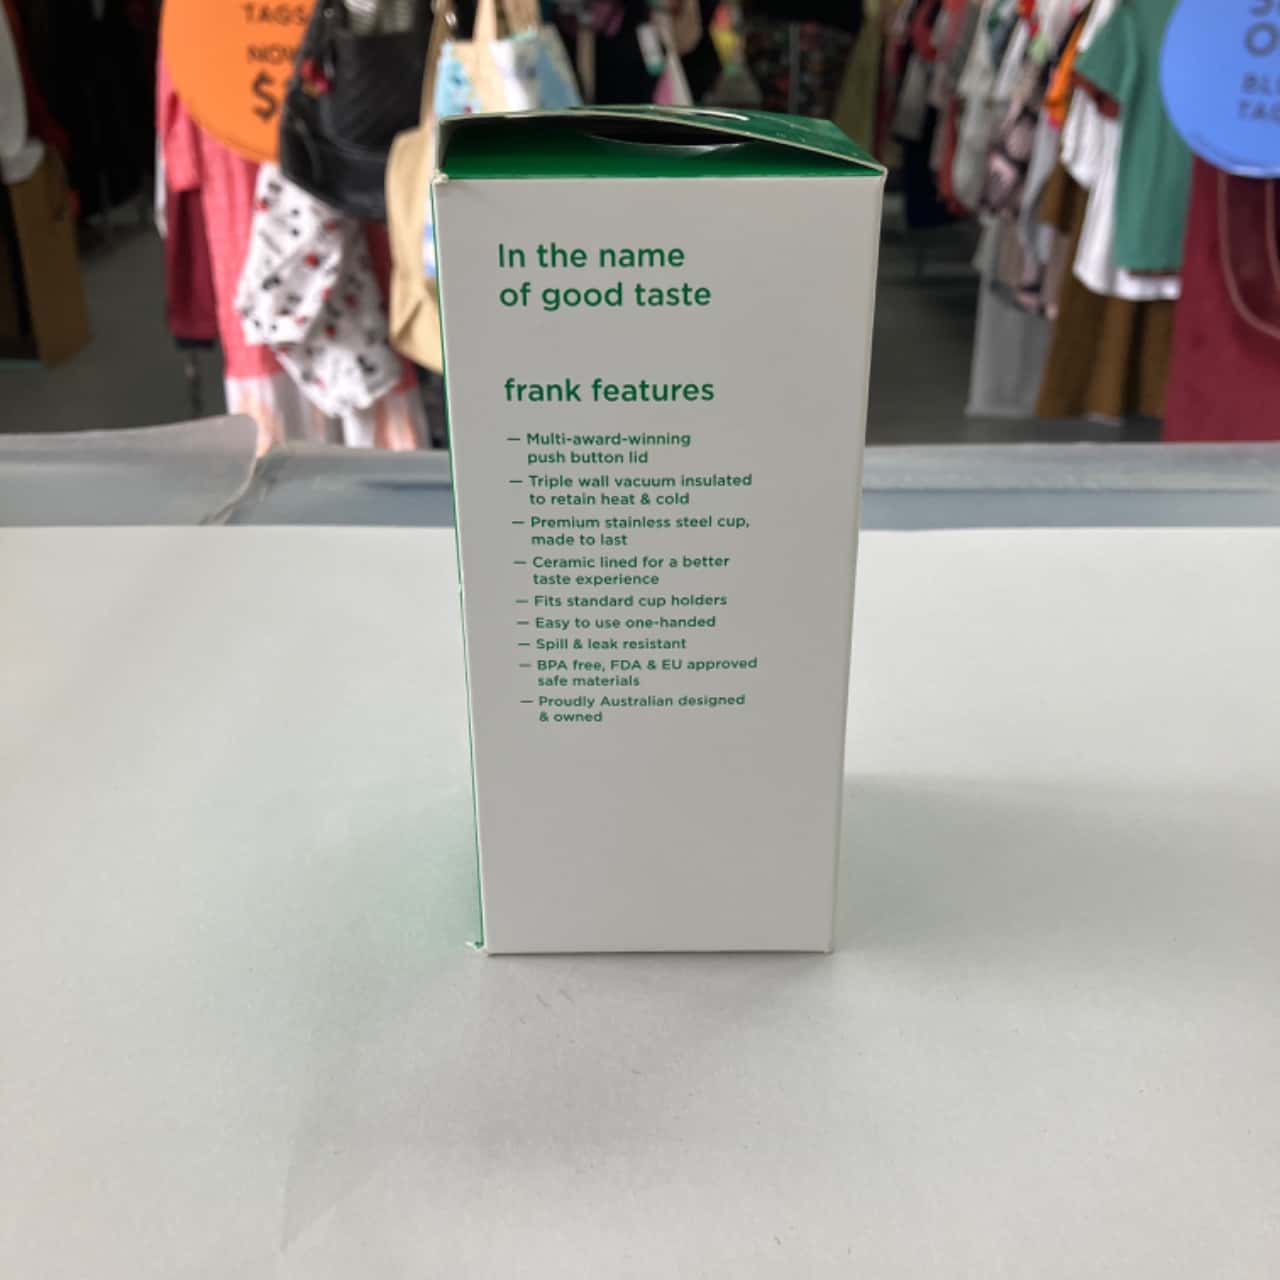 TAGS
NOW
$
In the name
of good taste
frank features
— Multi-award-winning
push button lid
— Triple wall vacuum insulated
to retain heat & cold
— Premium stainless steel cup,
made to last
— Ceramic lined for a better
taste experience
— Fits standard cup holders
— Easy to use one-handed
— Spill & leak resistant
— BPA free, FDA & EU approved
safe materials
— Proudly Australian designed
& owned